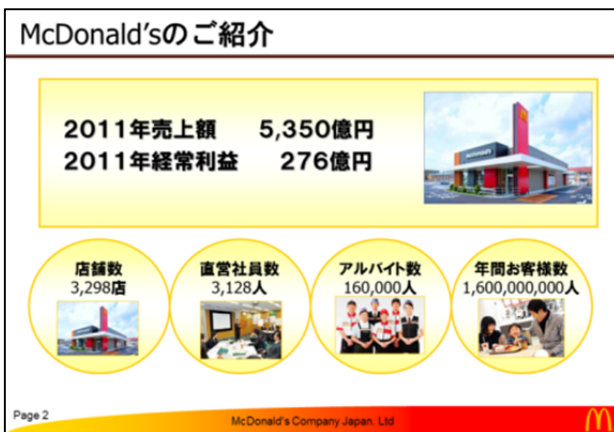 McDonald'sのご紹介
2011年売上額 5,350億円
2011年経常利益 276億円
McDonald's
店舗数
3,298店
直営社員数
3,128人
アルバイト数
160,000人
年間お客様数
1,600,000,000人
Page 2
McDonald's Company Japan. Ltd